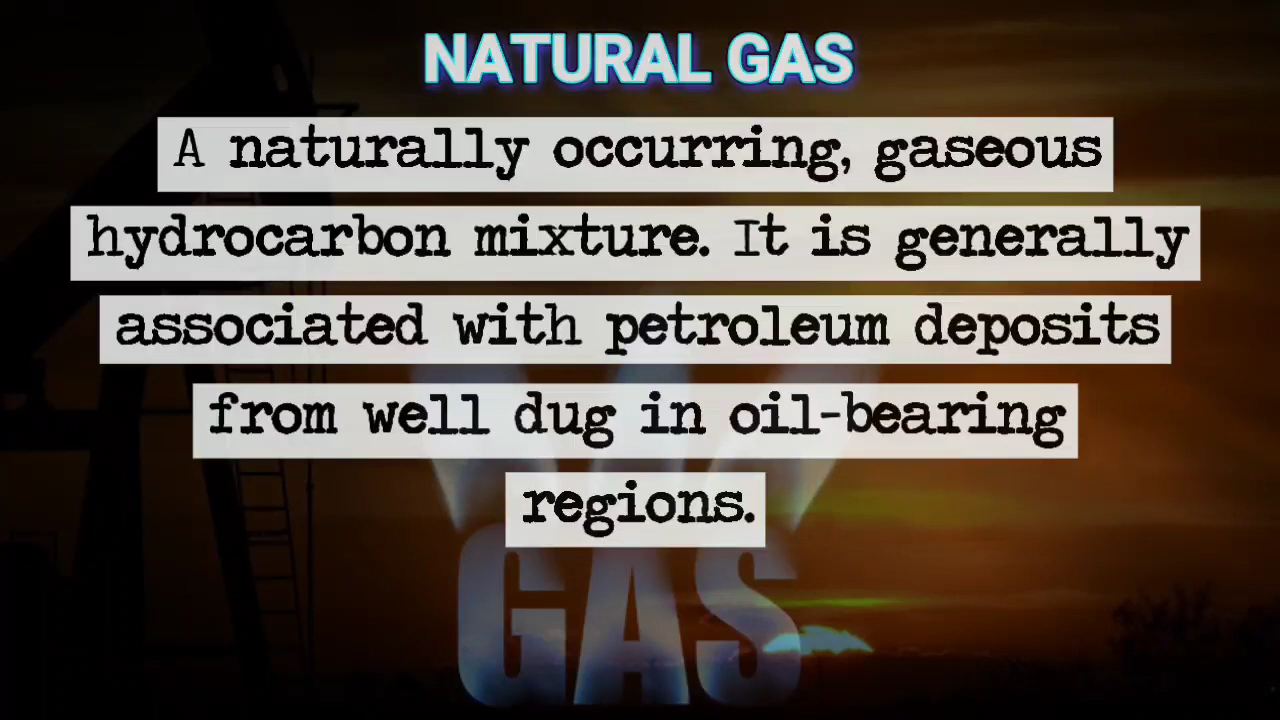 NATURAL GAS
A naturally occurring, gaseous
hydrocarbon mixture. It is generally
associated with petroleum deposits
from well dug in oil-bearing
regions.
GAS